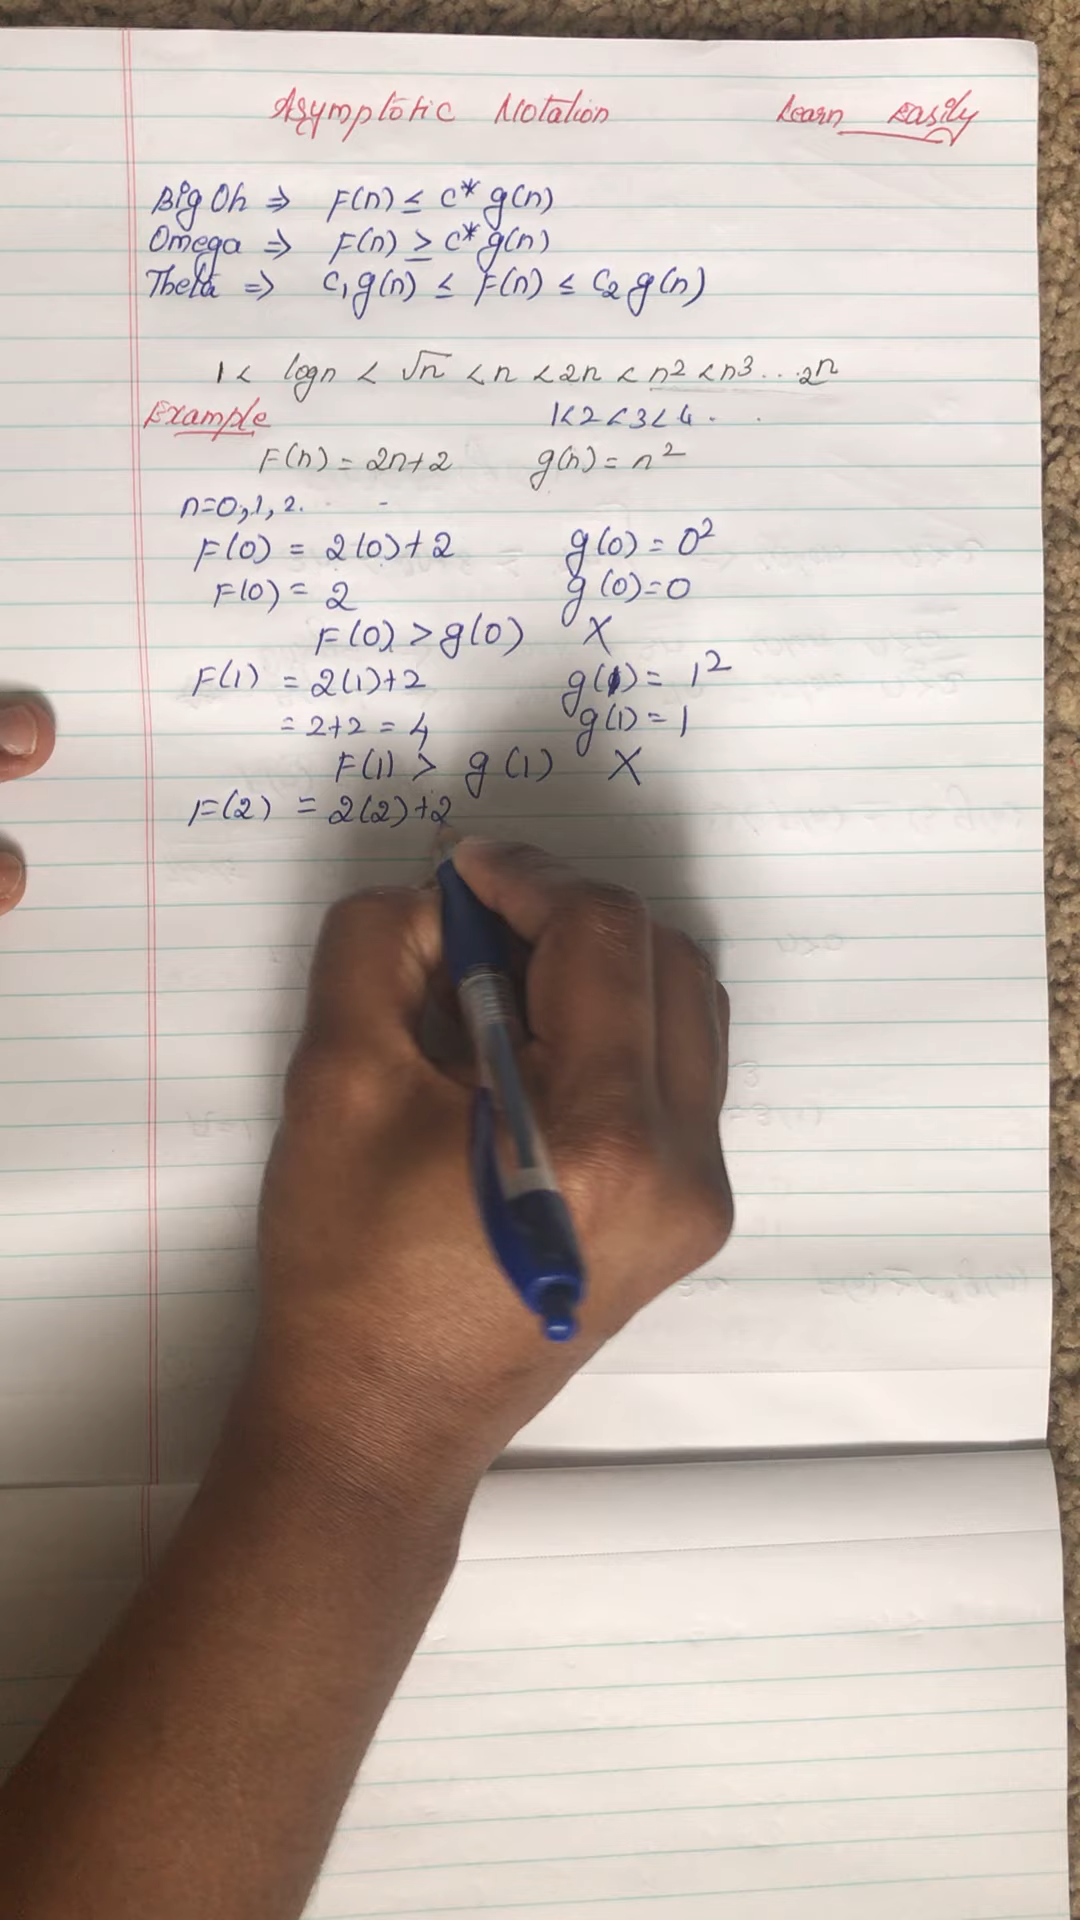 Asymptotic Notation Learn Easily
Big Oh ⇒ F(n) ≤ c* g(n)
Omega ⇒ F(n) ≥ c* g(n)
Theta ⇒ C₁g(n) ≤ F(n) ≤ C₂ g(n)
1 < logn < √n < n < 2n < n² < n³ ... 2ⁿ
Example 1<2<3<4 . .
F(n) = 2n+2 g(n) = n²
n=0,1,2. . . -
F(0) = 2(0)+2 g(0) = 0²
F(0) = 2 g(0)=0
F(0) > g(0) X
F(1) = 2(1)+2 g(1) = 1²
= 2+2 = 4 g(1) = 1
F(1) > g(1) X
F(2) = 2(2)+2